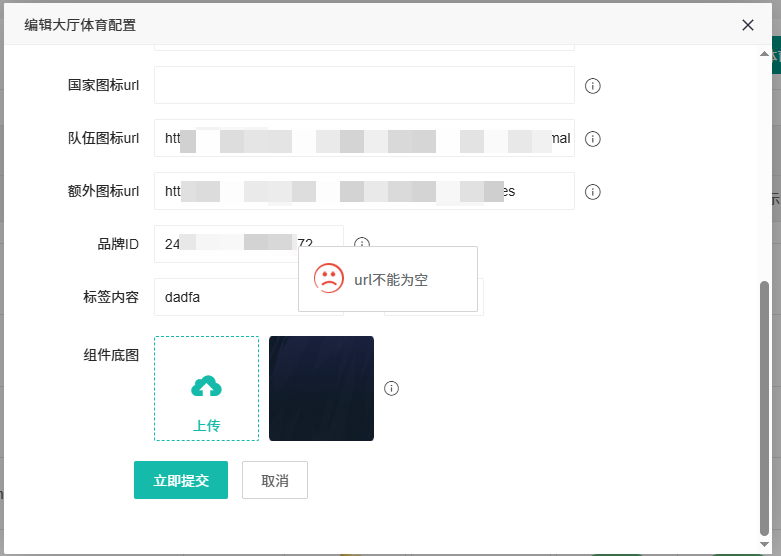 编辑大厅体育配置
国家图标url
队伍图标url
htt mal
额外图标url
htt es
品牌ID
24 72
url不能为空
标签内容
dadfa
组件底图
上传
立即提交
取消